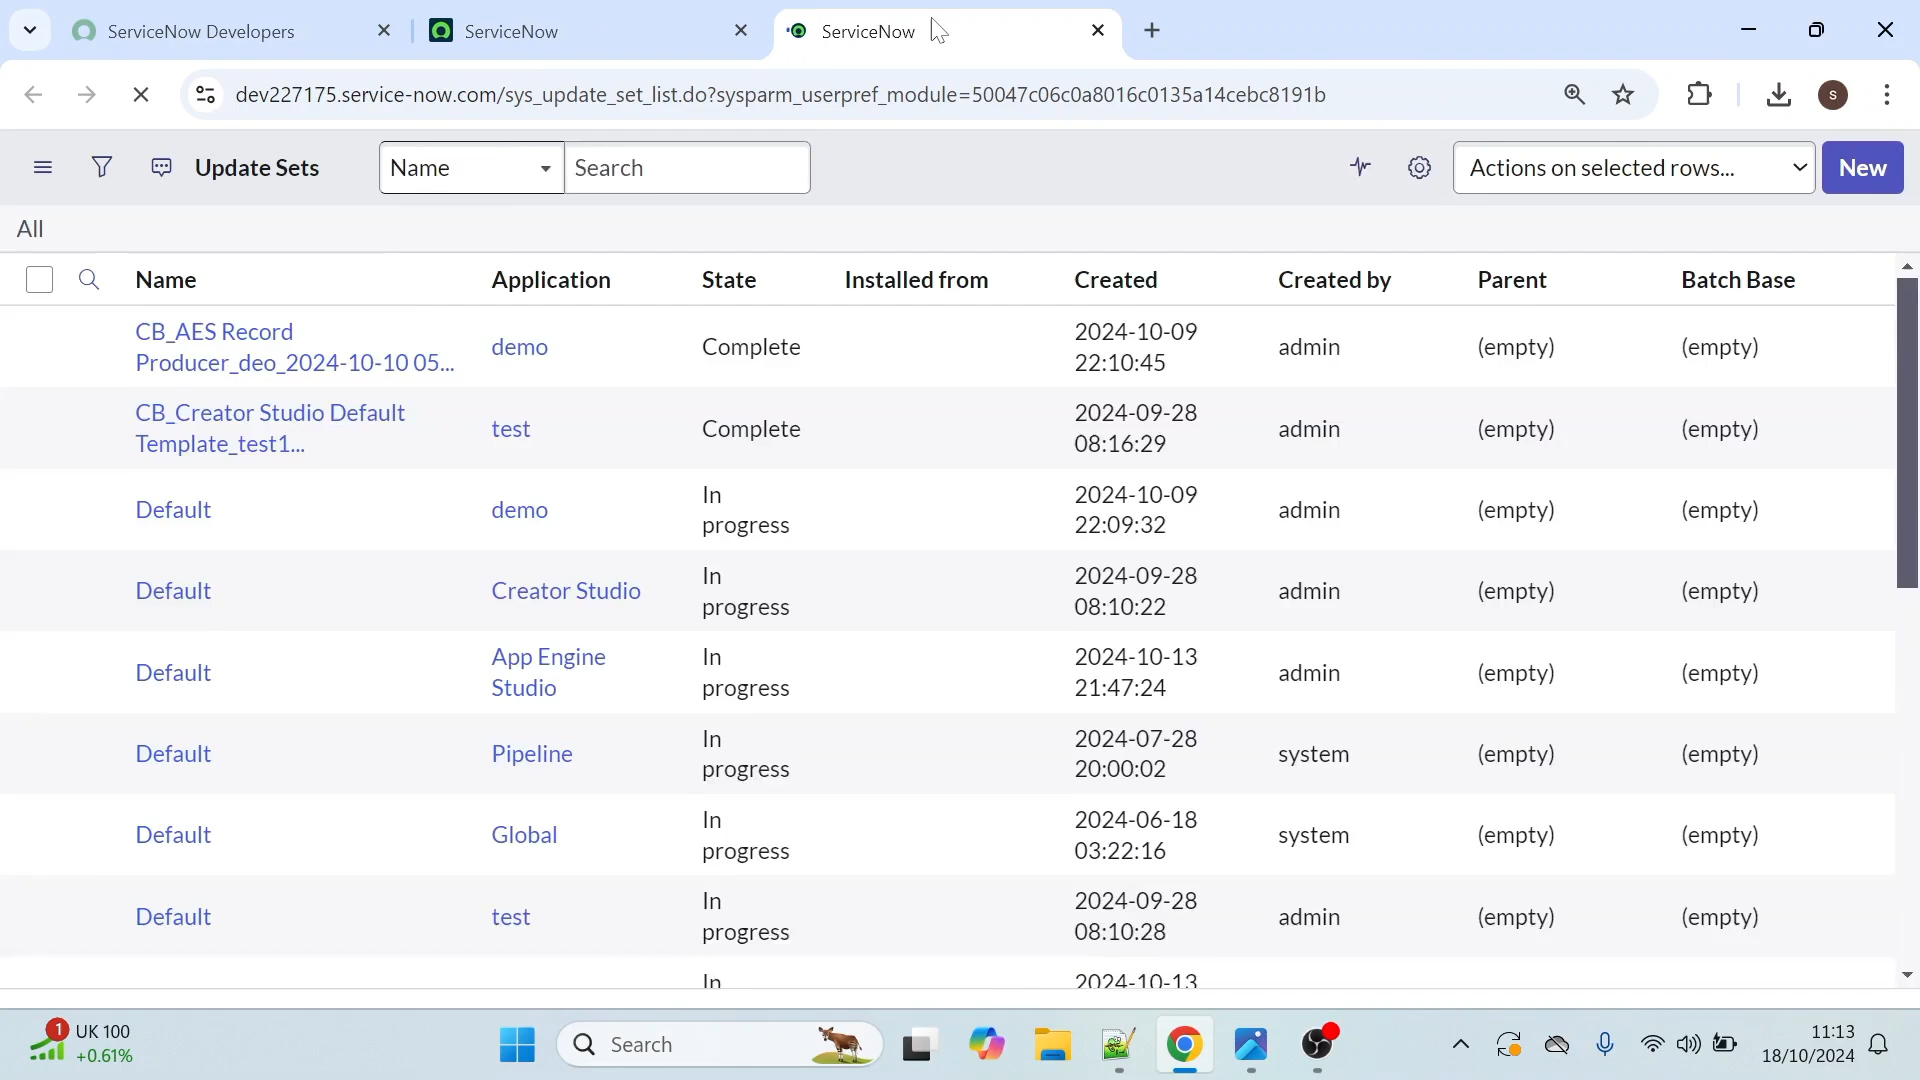 ServiceNow Developers
ServiceNow
ServiceNow
dev227175.service-now.com/sys_update_set_list.do?sysparm_userpref_module=50047c06c0a8016c0135a14cebc8191b
S
Update Sets
Name
Search
Actions on selected rows...
New
All
Name Application State Installed from Created Created by Parent Batch Base
CB_AES Record
Producer_deo_2024-10-10 05...
demo
Complete
2024-10-09
22:10:45
admin
(empty)
(empty)
CB_Creator Studio Default
Template_test1...
test
Complete
2024-09-28
08:16:29
admin
(empty)
(empty)
Default
demo
In
progress
2024-10-09
22:09:32
admin
(empty)
(empty)
Default
Creator Studio
In
progress
2024-09-28
08:10:22
admin
(empty)
(empty)
Default
App Engine
Studio
In
progress
2024-10-13
21:47:24
admin
(empty)
(empty)
Default
Pipeline
In
progress
2024-07-28
20:00:02
system
(empty)
(empty)
Default
Global
In
progress
2024-06-18
03:22:16
system
(empty)
(empty)
Default
test
In
progress
2024-09-28
08:10:28
admin
(empty)
(empty)
In
2024-10-13
1
UK 100
+0.61%
Search
11:13
18/10/2024